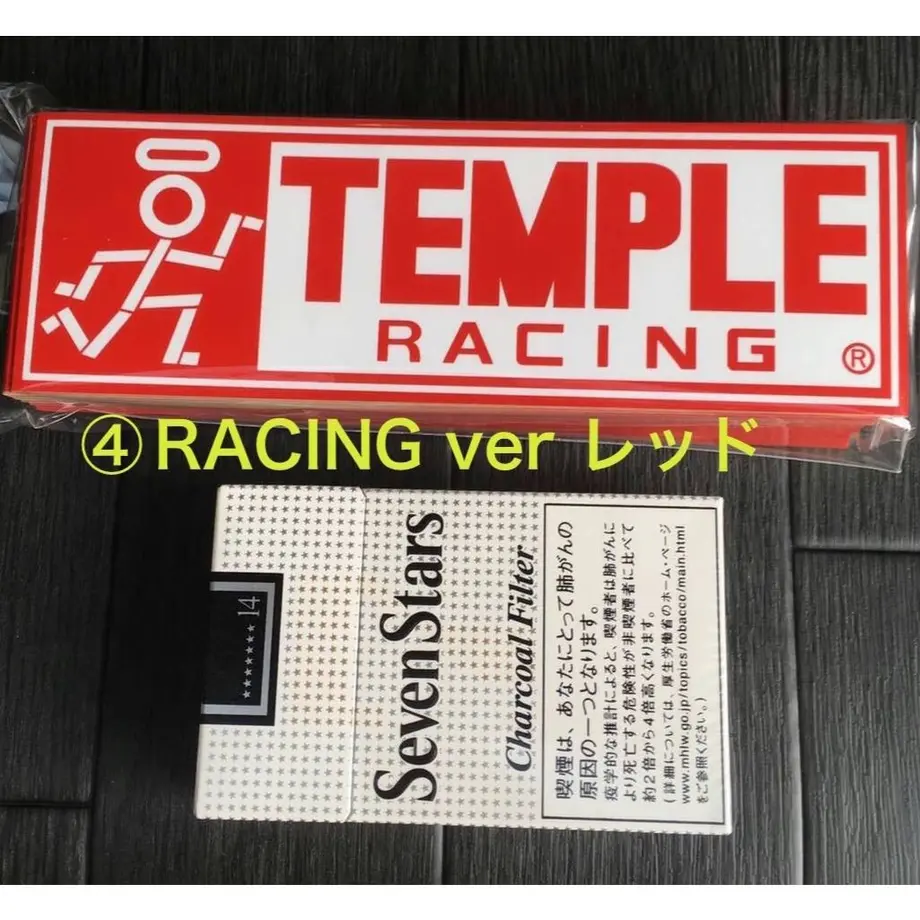 TEMPLE
RACING
®
④RACING ver レッド
14
SevenStars
Charcoal Filter
喫煙は、あなたにとって肺がんの
原因の一つとなります。
疫学的な推計によると、喫煙者は肺がんに
より死亡する危険性が非喫煙者に比べて
約2倍から4倍高くなります。
(詳細については、厚生労働省のホーム・ページ
www.mhlw.go.jp/topics/tobacco/main.html
をご参照ください。)